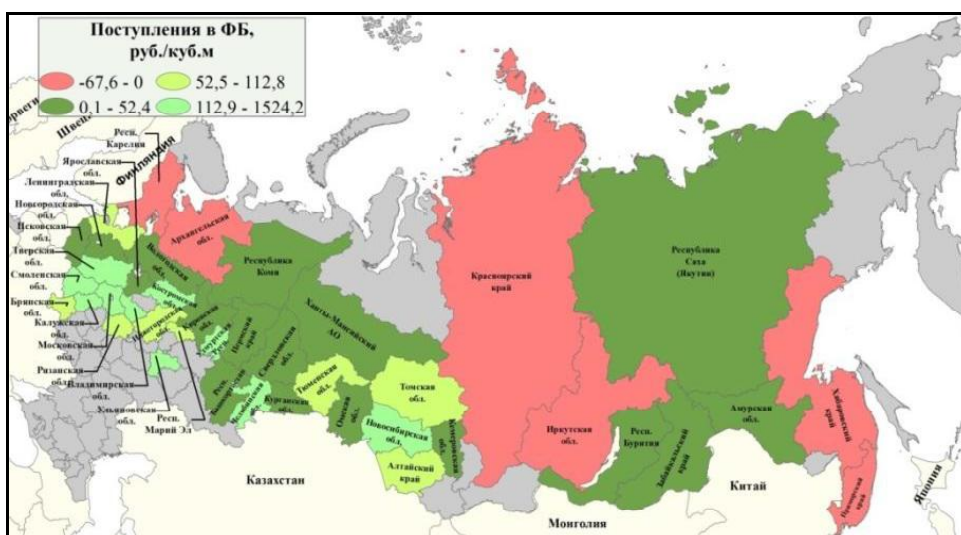 Поступления в ФБ,
руб./куб.м
-67,6 - 0
52,5 - 112,8
0,1 - 52,4
112,9 - 1524,2
Швец
Финляндия
Респ.
Карелия
Ярославская
обл.
Ленинградская
обл.
Новгородская
обл.
Псковская
обл.
Тверская
обл.
Смоленская
обл.
Брянская
обл.
Калужская
обл.
Московская
обл.
Рязанская
обл.
Владимирская
обл.
Ульяновская
обл.
Респ.
Марий Эл
Архангельская
обл.
Вологодская
обл.
Костромская
обл.
Кировская
обл.
Республика
Коми
Ханты-Мансийский
АО
Пермский
край
Свердловская
обл.
Челябинская
обл.
Курганская
обл.
Тюменская
обл.
Омская
обл.
Томская
обл.
Новосибирская
обл.
Алтайский
край
Кемеровская
обл.
Красноярский
край
Иркутская
обл.
Респ.
Бурятия
Забайкальский
край
Республика
Саха
(Якутия)
Амурская
обл.
Хабаровский
край
Приморский
край
Казахстан
Монголия
Китай
Япония